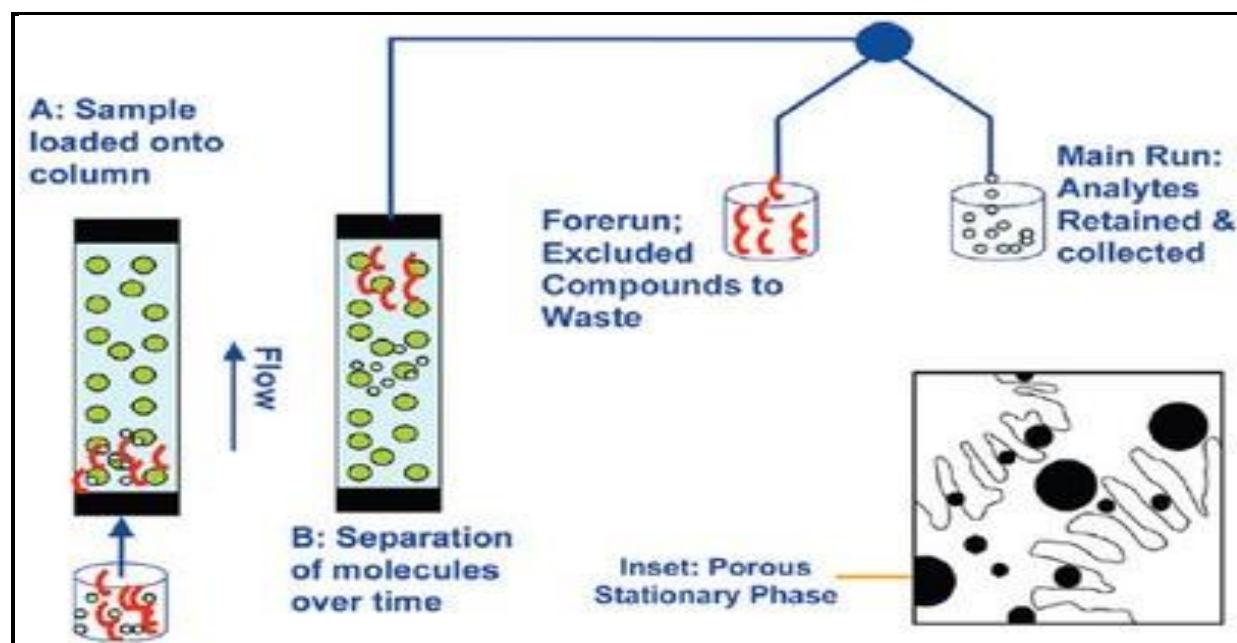 A: Sample
loaded onto
column
Flow
B: Separation
of molecules
over time
Forerun;
Excluded
Compounds to
Waste
Main Run:
Analytes
Retained &
collected
Inset: Porous
Stationary Phase